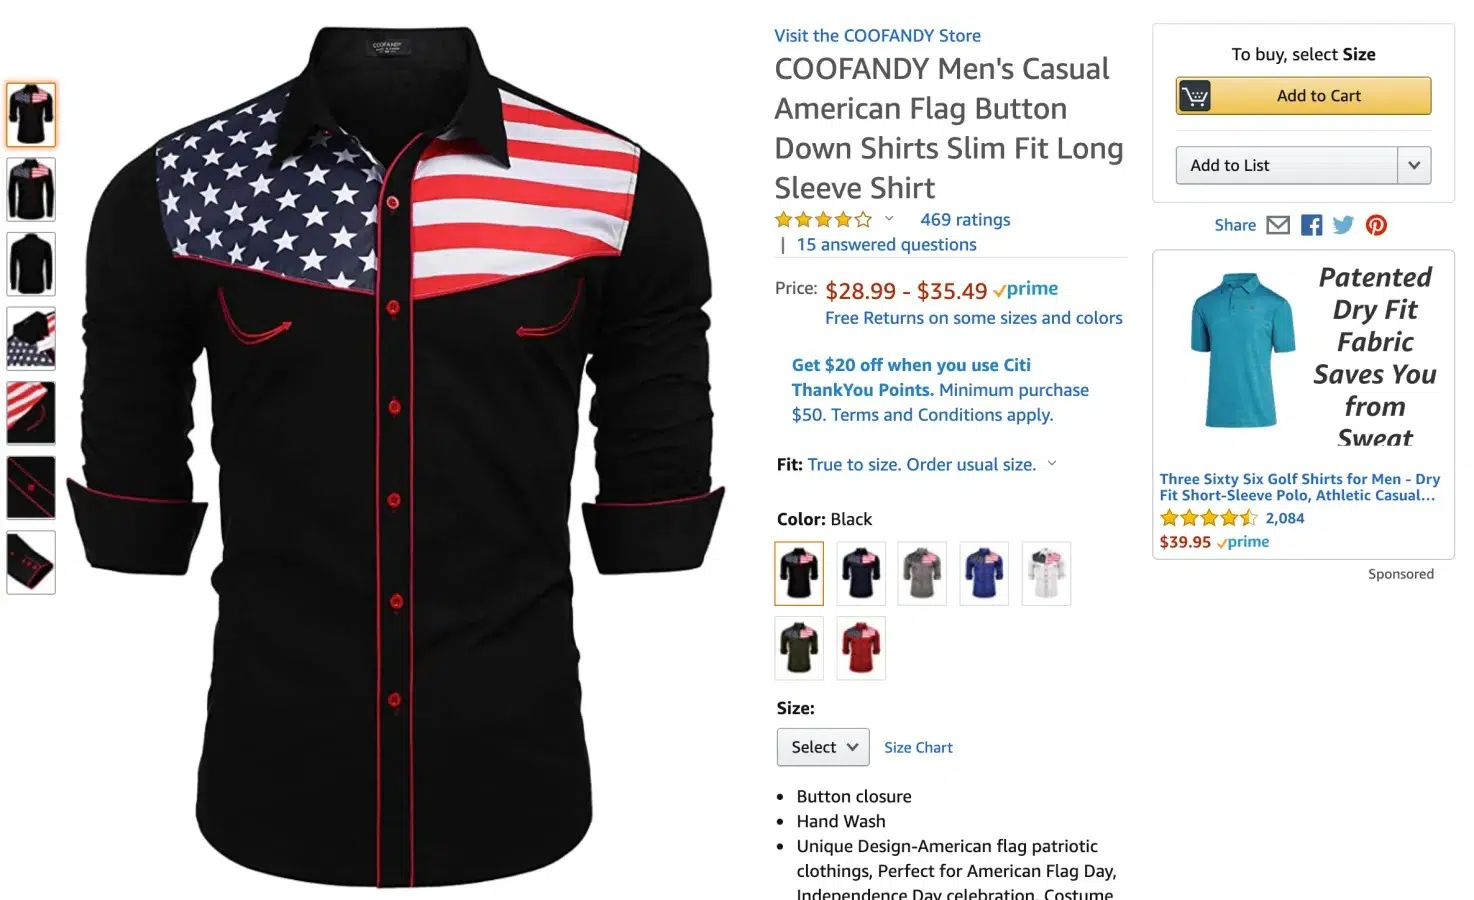 COOFANDY
Visit the COOFANDY Store
COOFANDY Men's Casual
American Flag Button
Down Shirts Slim Fit Long
Sleeve Shirt
469 ratings
| 15 answered questions
Price: $28.99 - $35.49 prime
Free Returns on some sizes and colors
Get $20 off when you use Citi
ThankYou Points. Minimum purchase
$50. Terms and Conditions apply.
Fit: True to size. Order usual size.
Color: Black
Size:
Select
Size Chart
• Button closure
• Hand Wash
• Unique Design-American flag patriotic
clothings, Perfect for American Flag Day,
Independence Day celebration, Costume
To buy, select Size
Add to Cart
Add to List
Share
Patented
Dry Fit
Fabric
Saves You
from
Sweat
Three Sixty Six Golf Shirts for Men - Dry
Fit Short-Sleeve Polo, Athletic Casual...
2,084
$39.95 prime
Sponsored